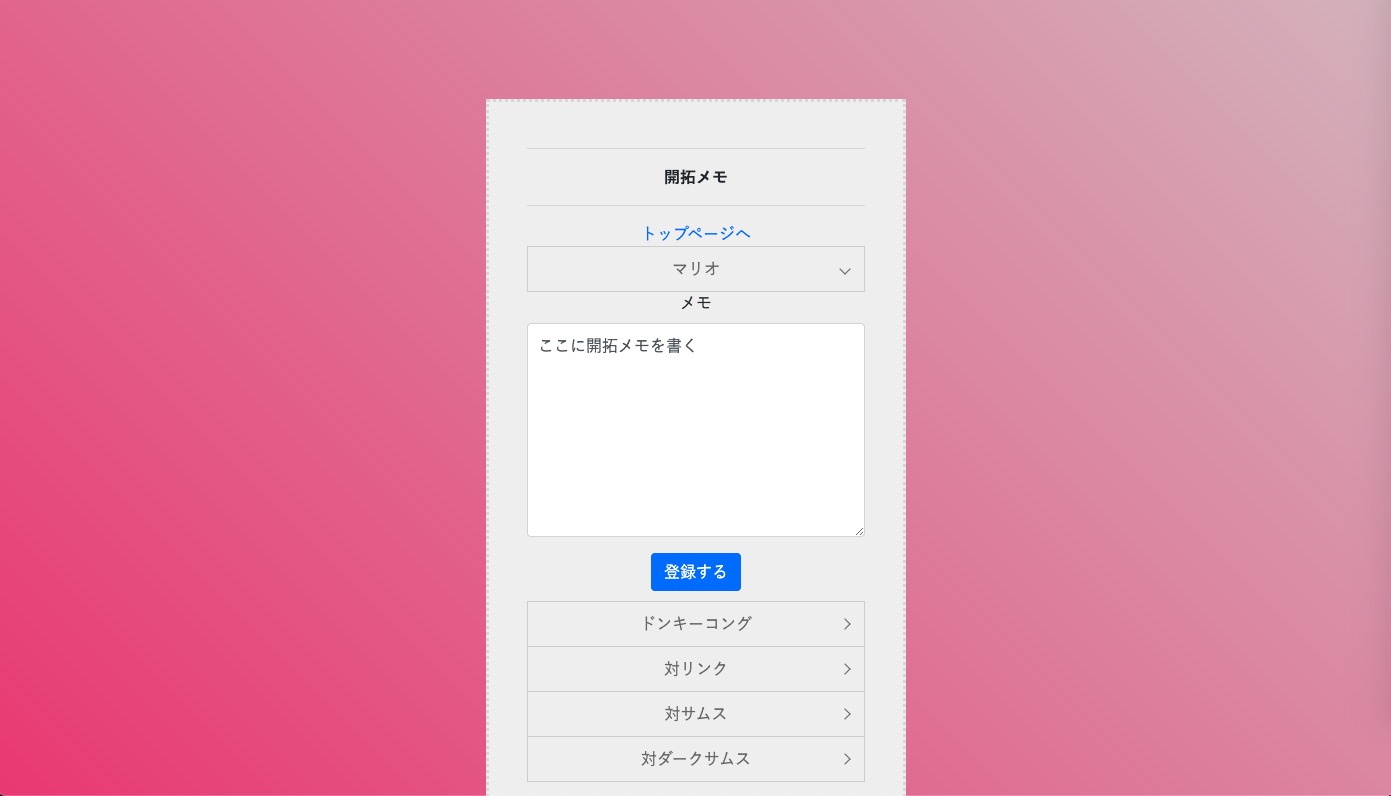 開拓メモ
トップページへ
マリオ
メモ
ここに開拓メモを書く
登録する
ドンキーコング
対リンク
対サムス
対ダークサムス